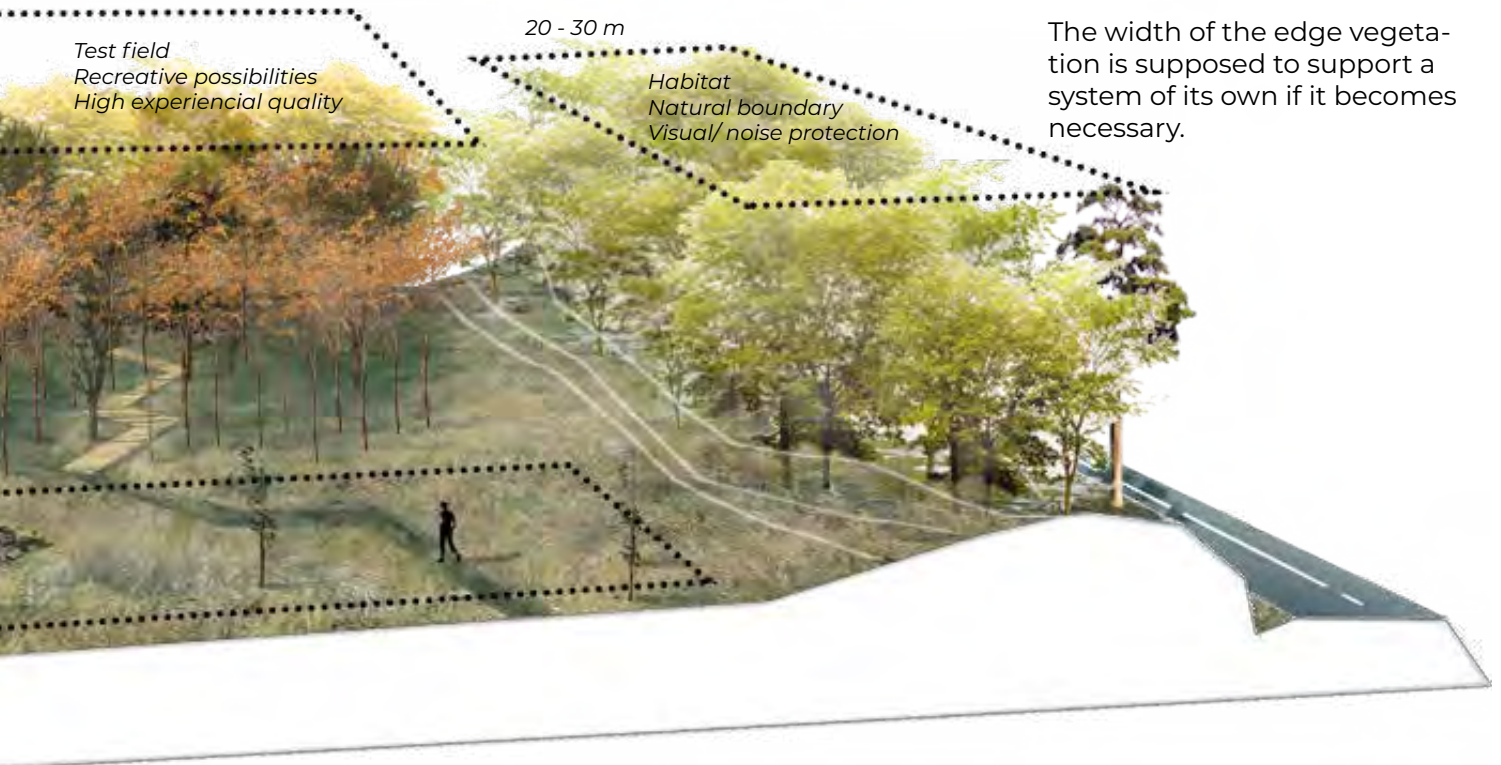 Test field
Recreative possibilities
High experiencial quality
20 - 30 m
Habitat
Natural boundary
Visual/ noise protection
The width of the edge vegeta-
tion is supposed to support a
system of its own if it becomes
necessary.